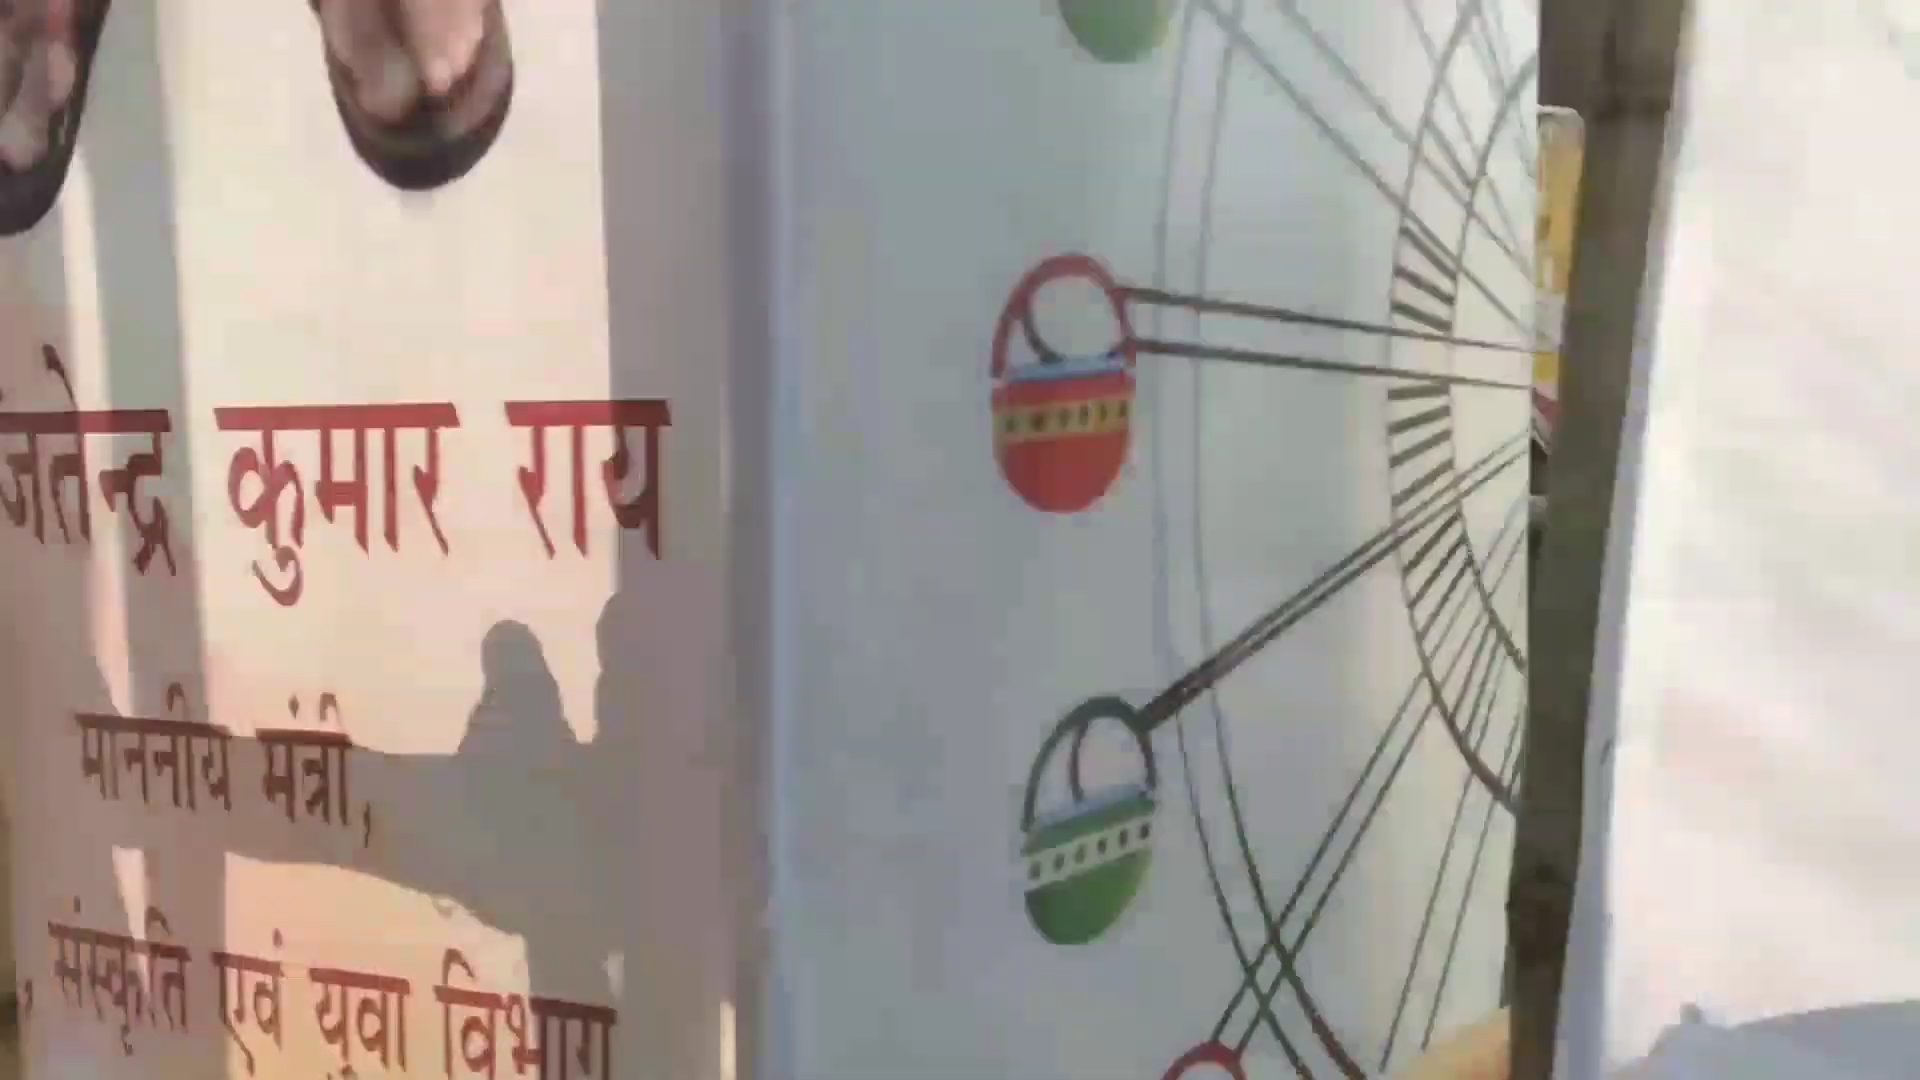 जितेन्द्र कुमार राय
माननीय मंत्री,
, संस्कृति एवं युवा विभाग